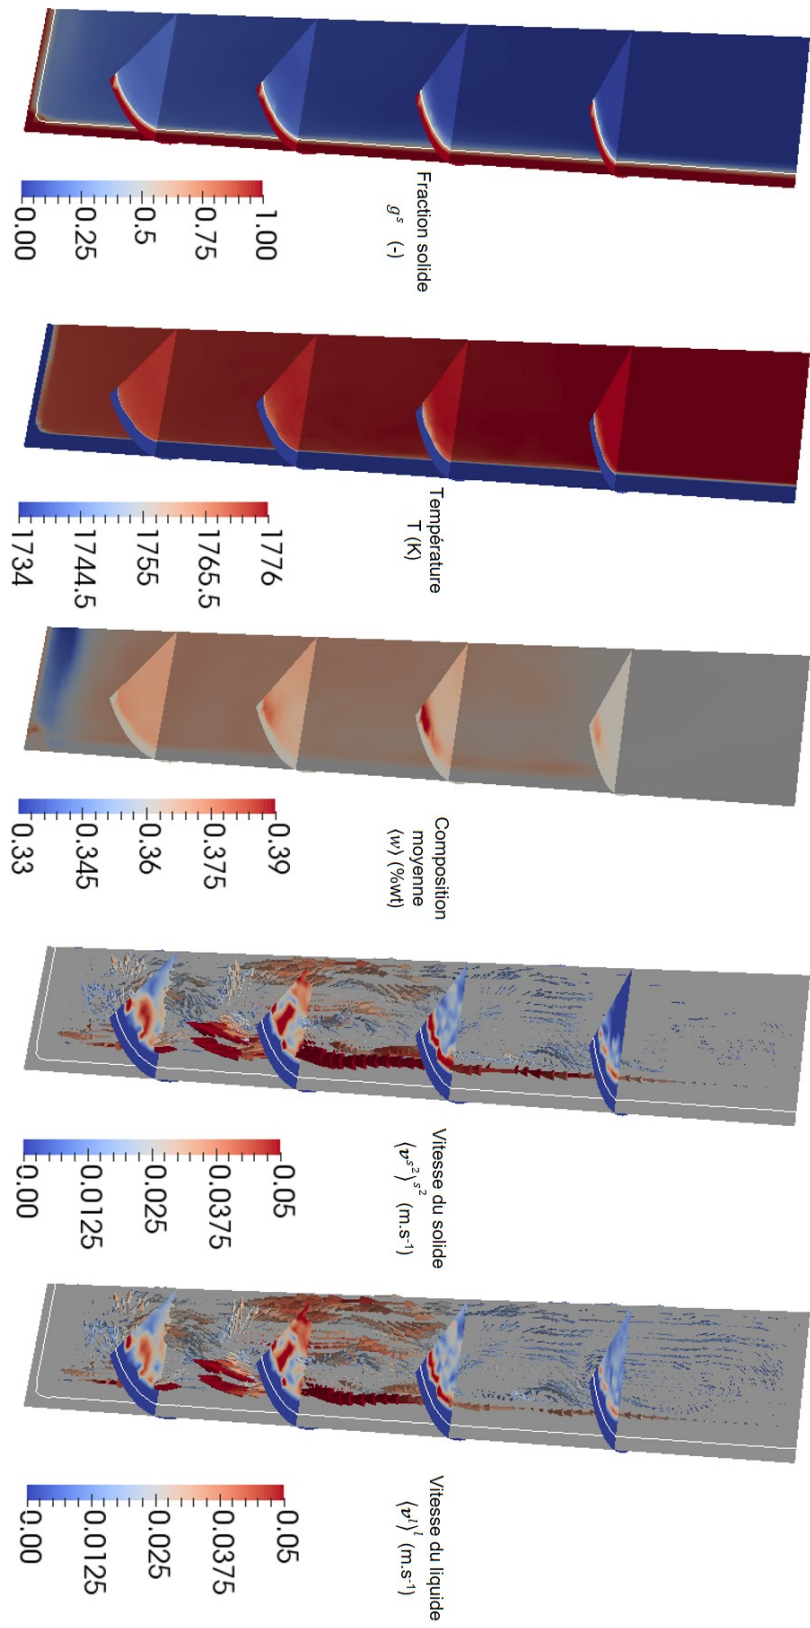 Fraction solide
gˢ (-)
0.00 0.25 0.5 0.75 1.00
Température
T (K)
1734 1744.5 1755 1765.5 1776
Composition
moyenne
⟨w⟩ (%wt)
0.33 0.345 0.36 0.375 0.39
Vitesse du solide
⟨v^{s²}⟩^{s²} (m.s⁻¹)
0.00 0.0125 0.025 0.0375 0.05
Vitesse du liquide
⟨vˡ⟩ˡ (m.s⁻¹)
0.00 0.0125 0.025 0.0375 0.05